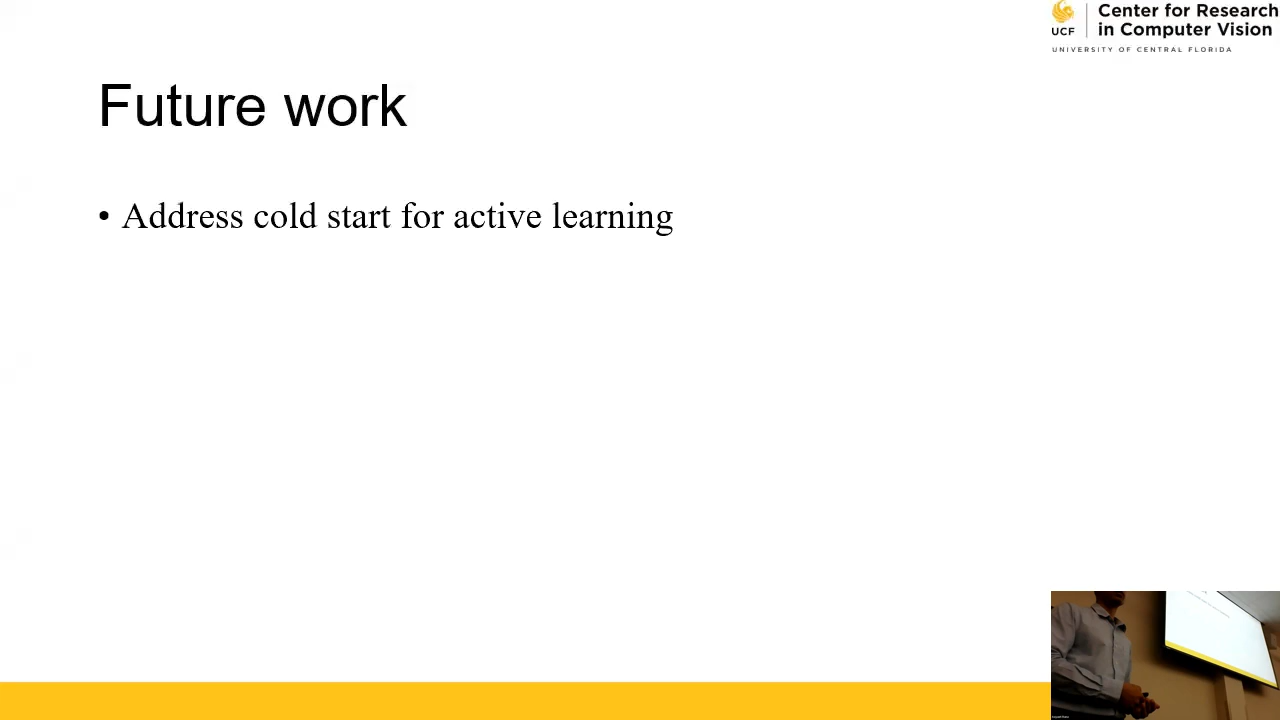 UCF
Center for Research
in Computer Vision
UNIVERSITY OF CENTRAL FLORIDA
Future work
• Address cold start for active learning